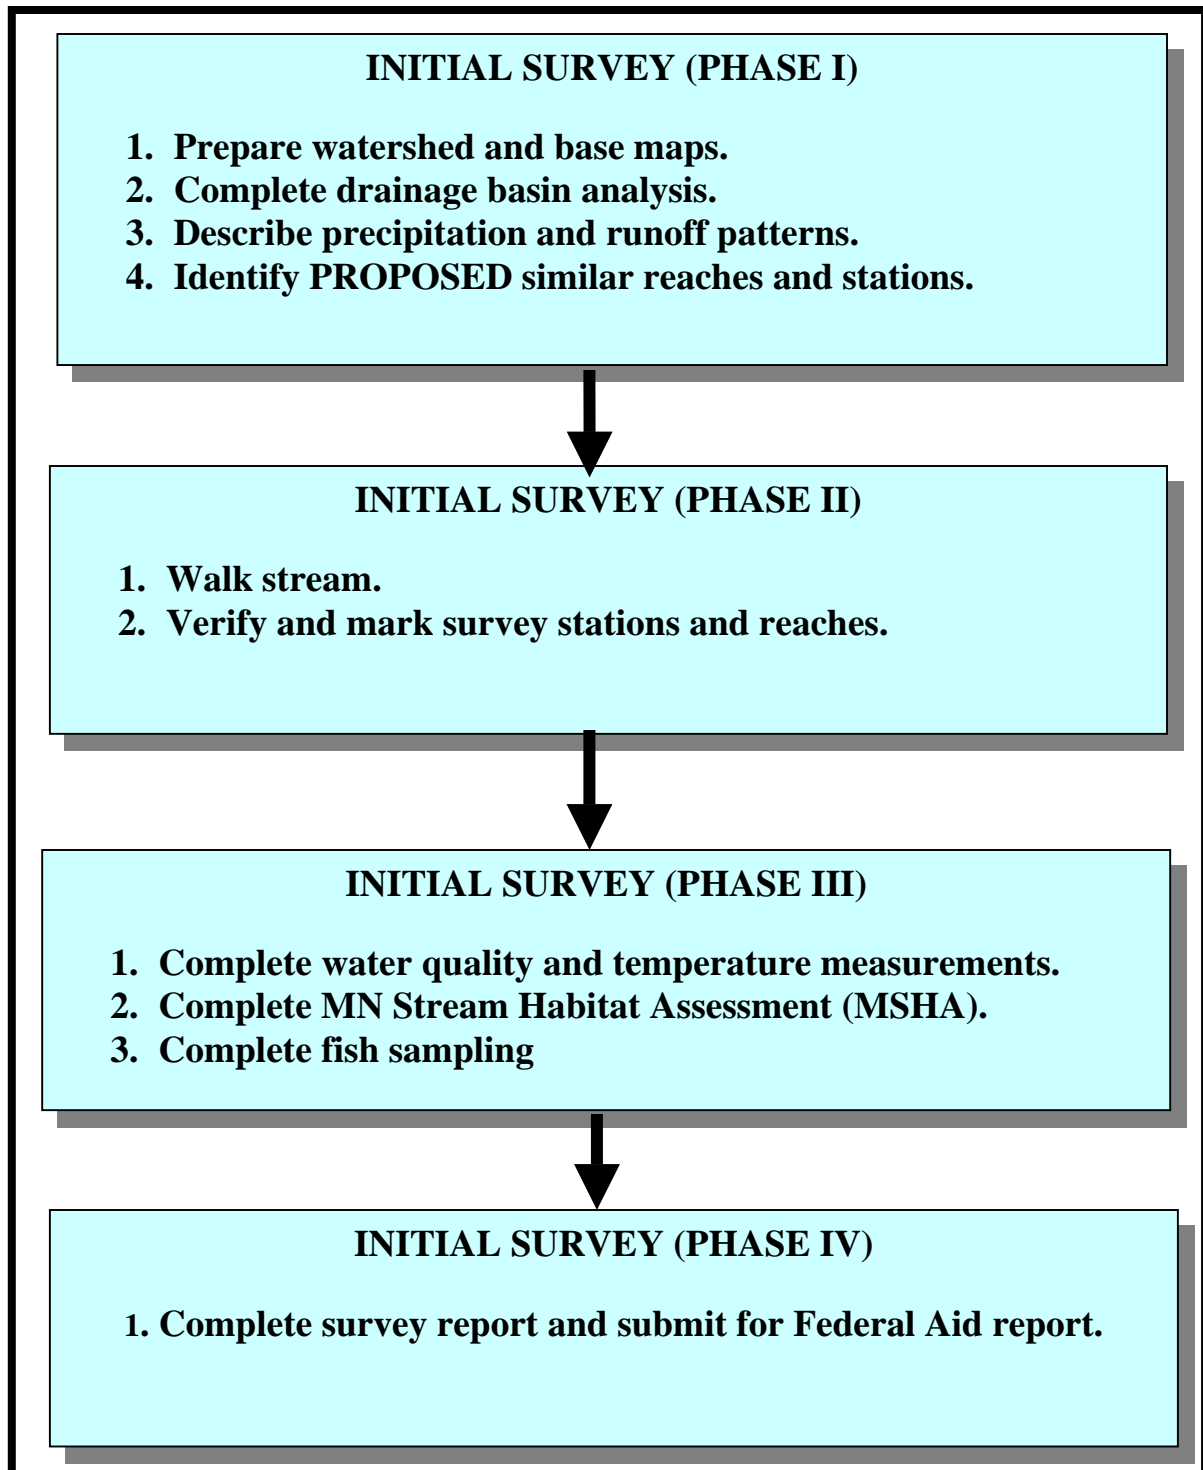 INITIAL SURVEY (PHASE I)
1. Prepare watershed and base maps.
2. Complete drainage basin analysis.
3. Describe precipitation and runoff patterns.
4. Identify PROPOSED similar reaches and stations.
INITIAL SURVEY (PHASE II)
1. Walk stream.
2. Verify and mark survey stations and reaches.
INITIAL SURVEY (PHASE III)
1. Complete water quality and temperature measurements.
2. Complete MN Stream Habitat Assessment (MSHA).
3. Complete fish sampling
INITIAL SURVEY (PHASE IV)
1. Complete survey report and submit for Federal Aid report.